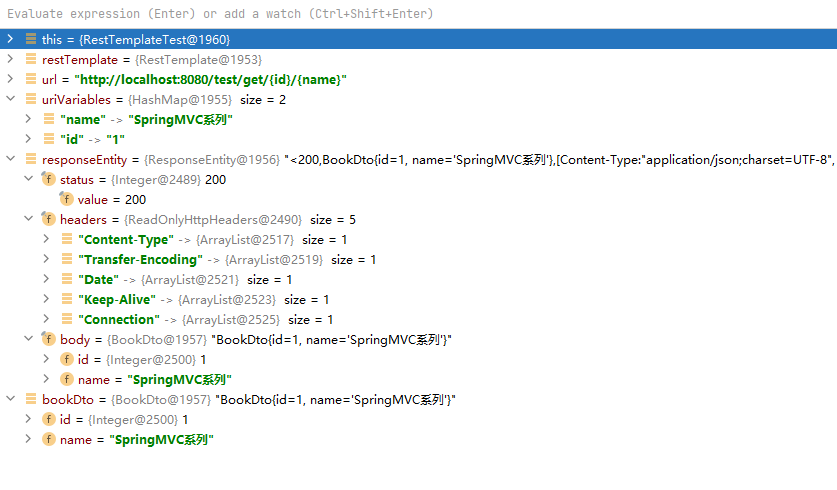 Evaluate expression (Enter) or add a watch (Ctrl+Shift+Enter)
this = {RestTemplateTest@1960}
restTemplate = {RestTemplate@1953}
url = "http://localhost:8080/test/get/{id}/{name}"
uriVariables = {HashMap@1955} size = 2
"name" -> "SpringMVC系列"
"id" -> "1"
responseEntity = {ResponseEntity@1956} "<200,BookDto{id=1, name='SpringMVC系列'},[Content-Type:"application/json;charset=UTF-8",
status = {Integer@2489} 200
value = 200
headers = {ReadOnlyHttpHeaders@2490} size = 5
"Content-Type" -> {ArrayList@2517} size = 1
"Transfer-Encoding" -> {ArrayList@2519} size = 1
"Date" -> {ArrayList@2521} size = 1
"Keep-Alive" -> {ArrayList@2523} size = 1
"Connection" -> {ArrayList@2525} size = 1
body = {BookDto@1957} "BookDto{id=1, name='SpringMVC系列'}"
id = {Integer@2500} 1
name = "SpringMVC系列"
bookDto = {BookDto@1957} "BookDto{id=1, name='SpringMVC系列'}"
id = {Integer@2500} 1
name = "SpringMVC系列"